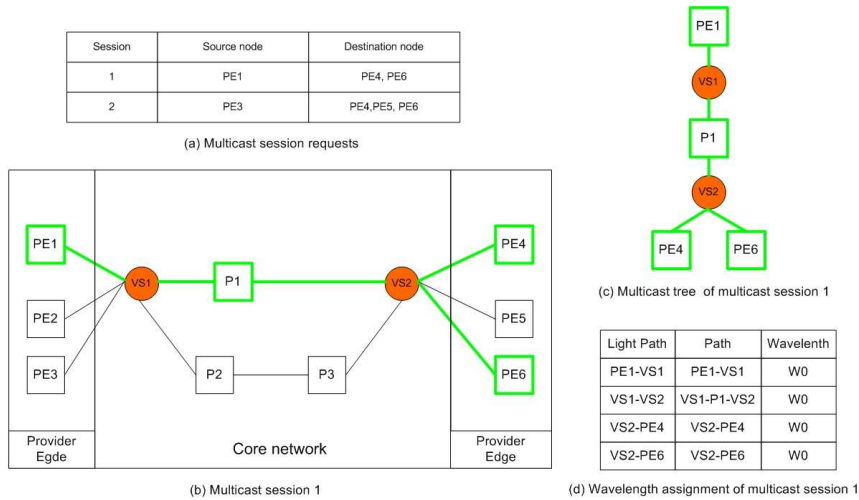 Session Source node Destination node
1 PE1 PE4, PE6
2 PE3 PE4,PE5, PE6
(a) Multicast session requests
PE1
PE2
PE3
VS1
P1
P2
P3
VS2
PE4
PE5
PE6
Provider
Egde
Core network
Provider
Edge
(b) Multicast session 1
PE1
VS1
P1
VS2
PE4 PE6
(c) Multicast tree of multicast session 1
Light Path Path Wavelenth
PE1-VS1 PE1-VS1 W0
VS1-VS2 VS1-P1-VS2 W0
VS2-PE4 VS2-PE4 W0
VS2-PE6 VS2-PE6 W0
(d) Wavelength assignment of multicast session 1